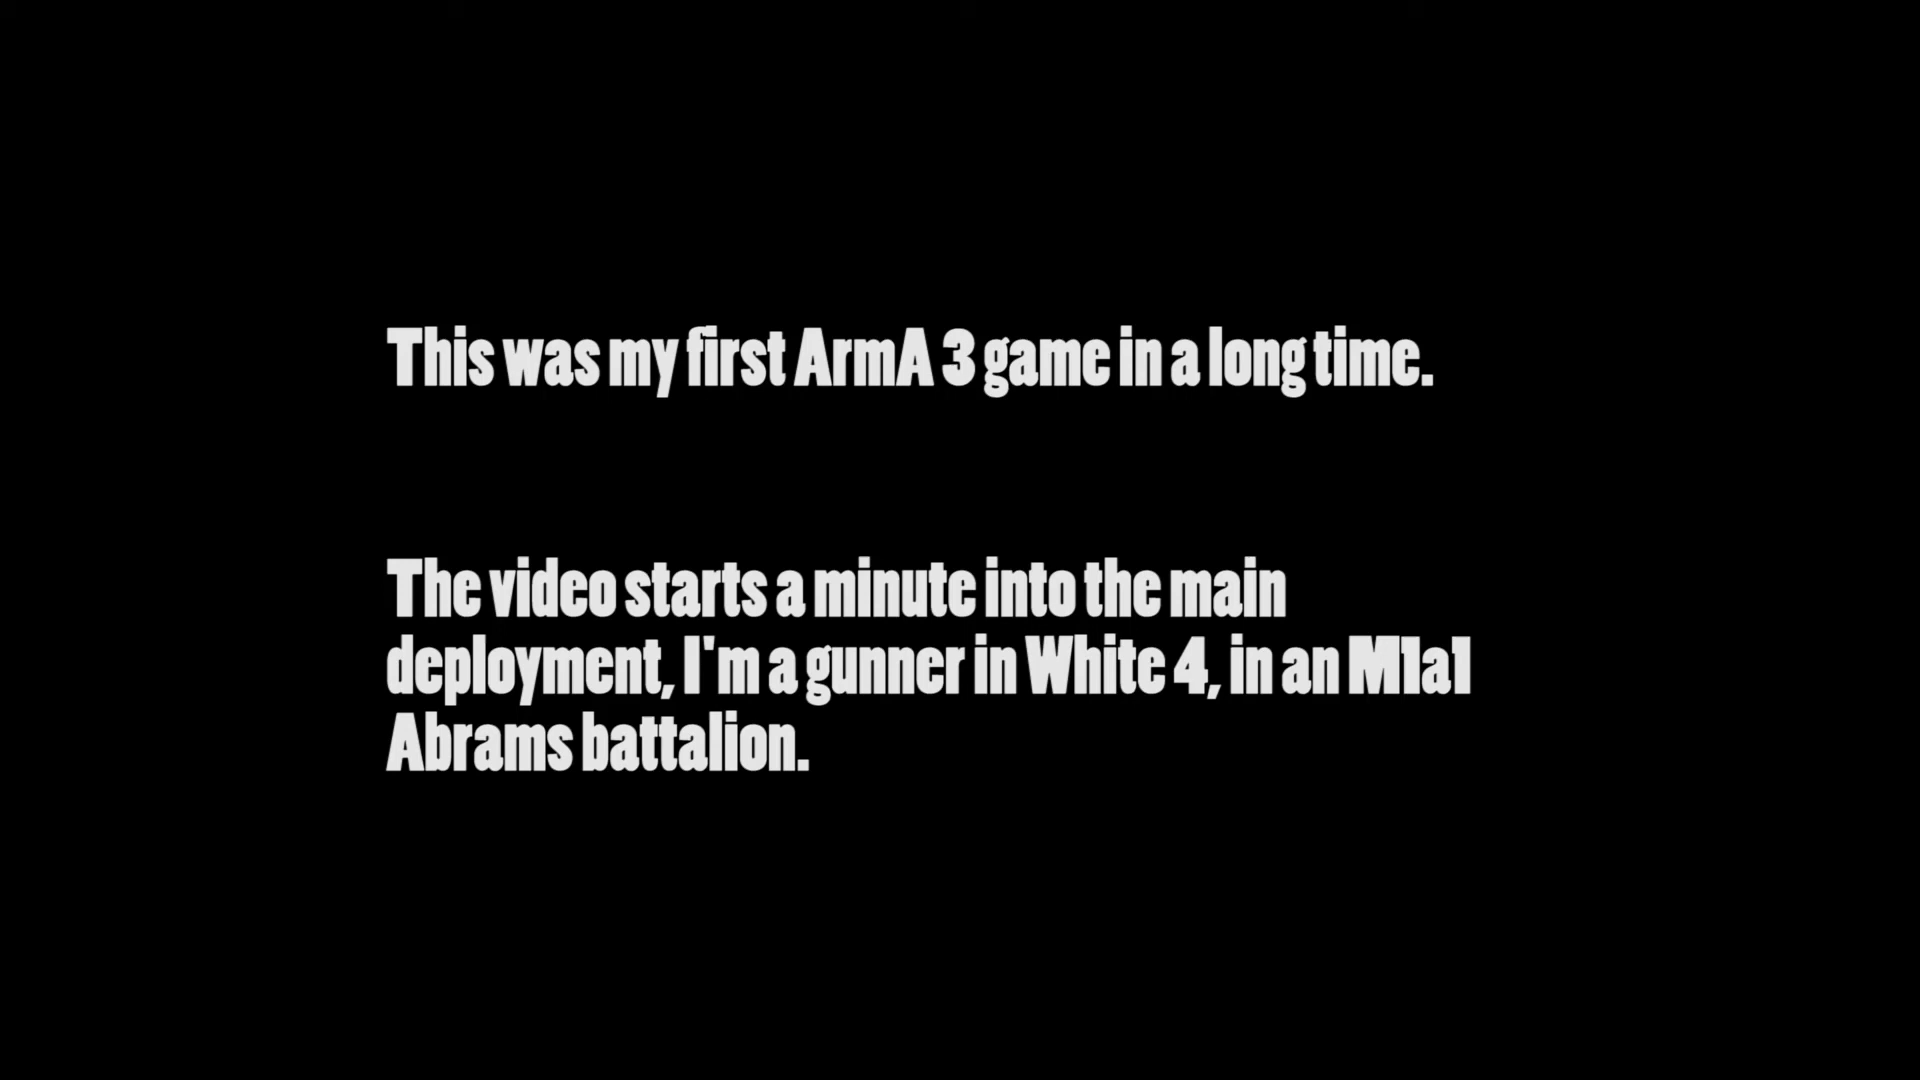 This was my first ArmA 3 game in a long time.
The video starts a minute into the main
deployment, I'm a gunner in White 4, in an M1a1
Abrams battalion.